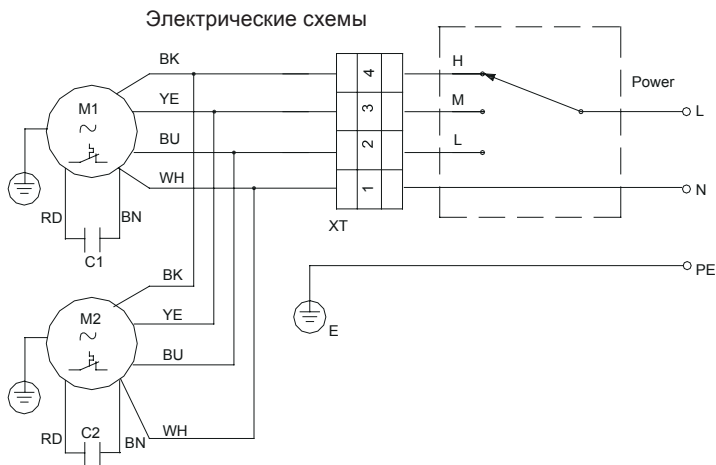 Электрические схемы
BK
H
4
Power
M1
YE
M
3
L
BU
L
2
WH
1
N
RD
BN
XT
C1
PE
BK
M2
YE
E
BU
RD
C2
BN
WH